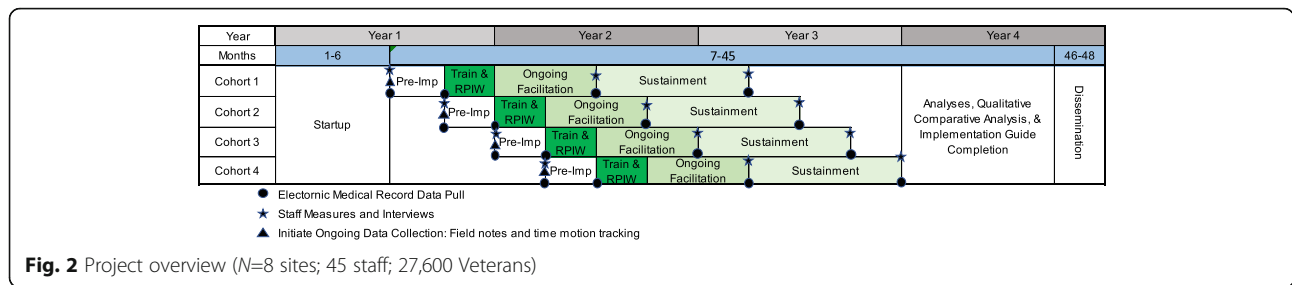 Year Year 1 Year 2 Year 3 Year 4
Months 1-6 7-45 46-48
Cohort 1 Pre-Imp Train & RPIW Ongoing Facilitation Sustainment
Cohort 2 Pre-Imp Train & RPIW Ongoing Facilitation Sustainment
Cohort 3 Pre-Imp Train & RPIW Ongoing Facilitation Sustainment
Cohort 4 Pre-Imp Train & RPIW Ongoing Facilitation Sustainment
Startup
Analyses, Qualitative
Comparative Analysis, &
Implementation Guide
Completion
Dissemination
Electornic Medical Record Data Pull
Staff Measures and Interviews
Initiate Ongoing Data Collection: Field notes and time motion tracking
Fig. 2 Project overview (N=8 sites; 45 staff; 27,600 Veterans)